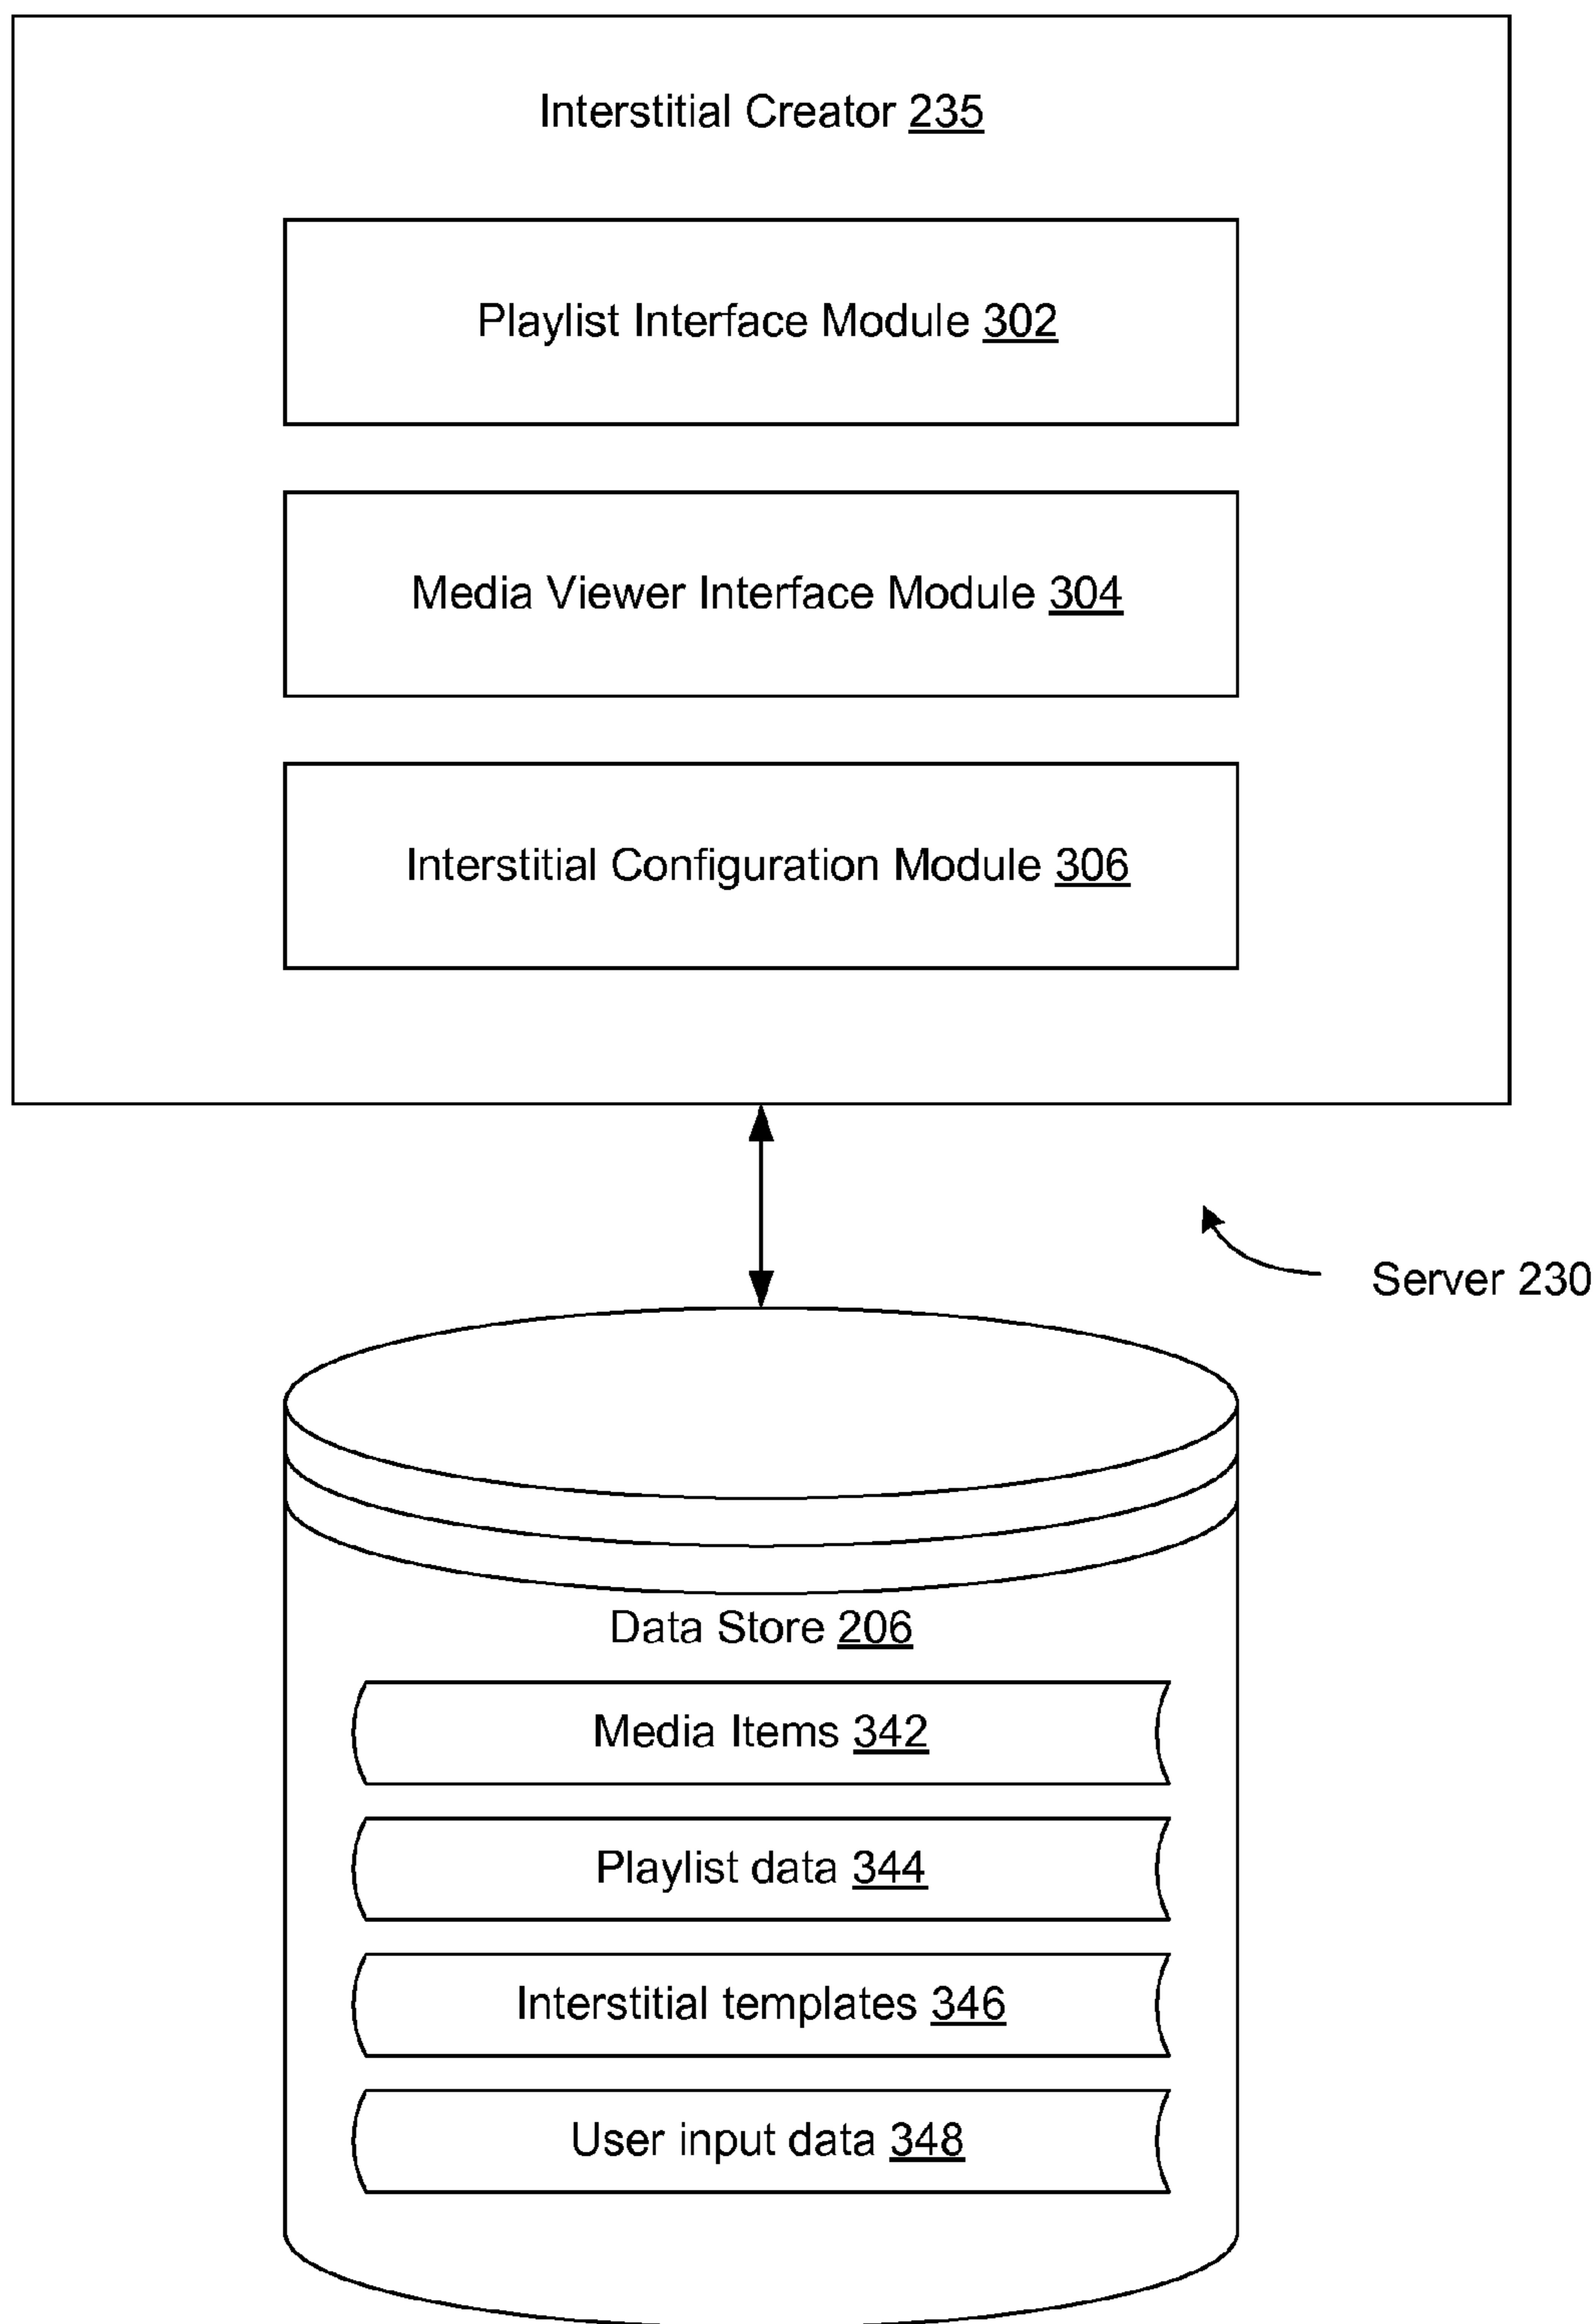 Interstitial Creator 235
Playlist Interface Module 302
Media Viewer Interface Module 304
Interstitial Configuration Module 306
Server 230
Data Store 206
Media Items 342
Playlist data 344
Interstitial templates 346
User input data 348